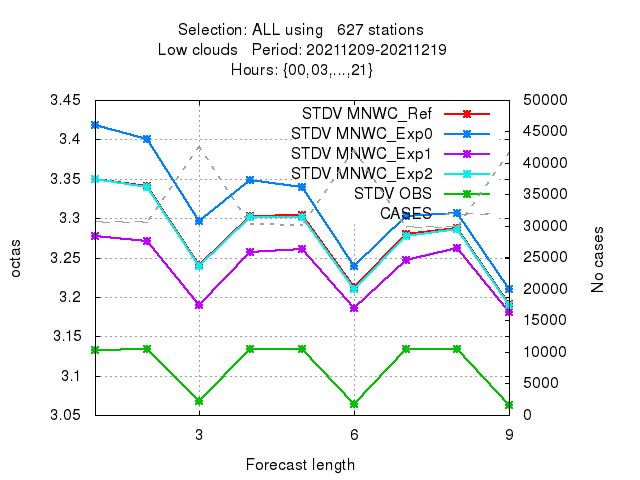 Selection: ALL using   627 stations
Low clouds   Period: 20211209-20211219
Hours: {00,03,...,21}
STDV MNWC_Ref
STDV MNWC_Exp0
STDV MNWC_Exp1
STDV MNWC_Exp2
STDV OBS
CASES
3.45
3.4
3.35
3.3
3.25
3.2
3.15
3.1
3.05
50000
45000
40000
35000
30000
25000
20000
15000
10000
5000
0
octas
No cases
3
6
9
Forecast length